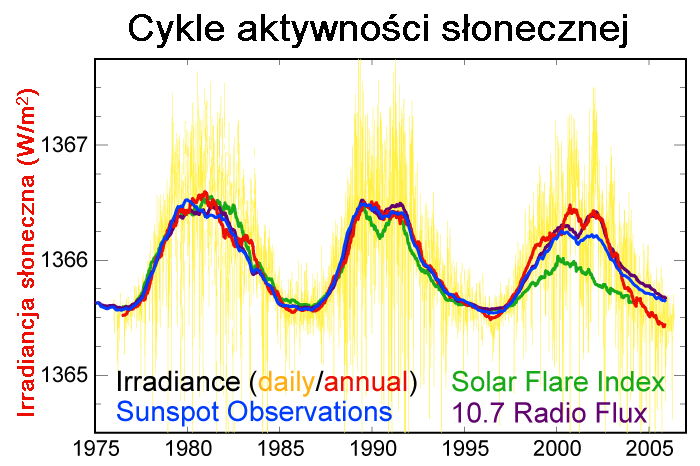 Cykle aktywności słonecznej
Irradiancja słoneczna (W/m²)
1367
1366
1365
Irradiance (daily/annual)
Solar Flare Index
Sunspot Observations
10.7 Radio Flux
1975 1980 1985 1990 1995 2000 2005